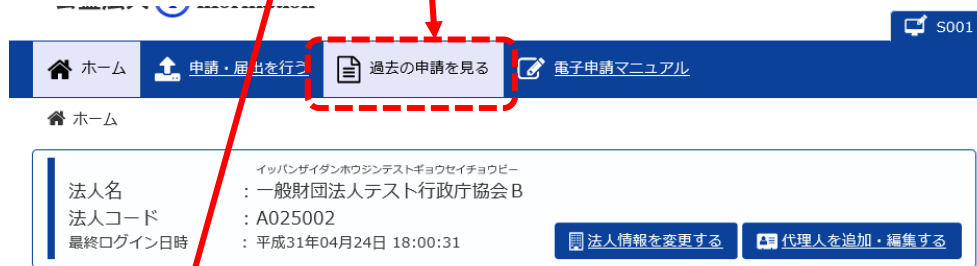 information
S001
ホーム
申請・届出を行う
過去の申請を見る
電子申請マニュアル
ホーム
イッパンザイダンホウジンテストギョウセイチョウビー
法人名 : 一般財団法人テスト行政庁協会B
法人コード : A025002
最終ログイン日時 : 平成31年04月24日 18:00:31
法人情報を変更する
代理人を追加・編集する